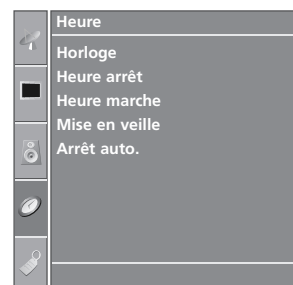 Heure
Horloge
Heure arrêt
Heure marche
Mise en veille
Arrêt auto.